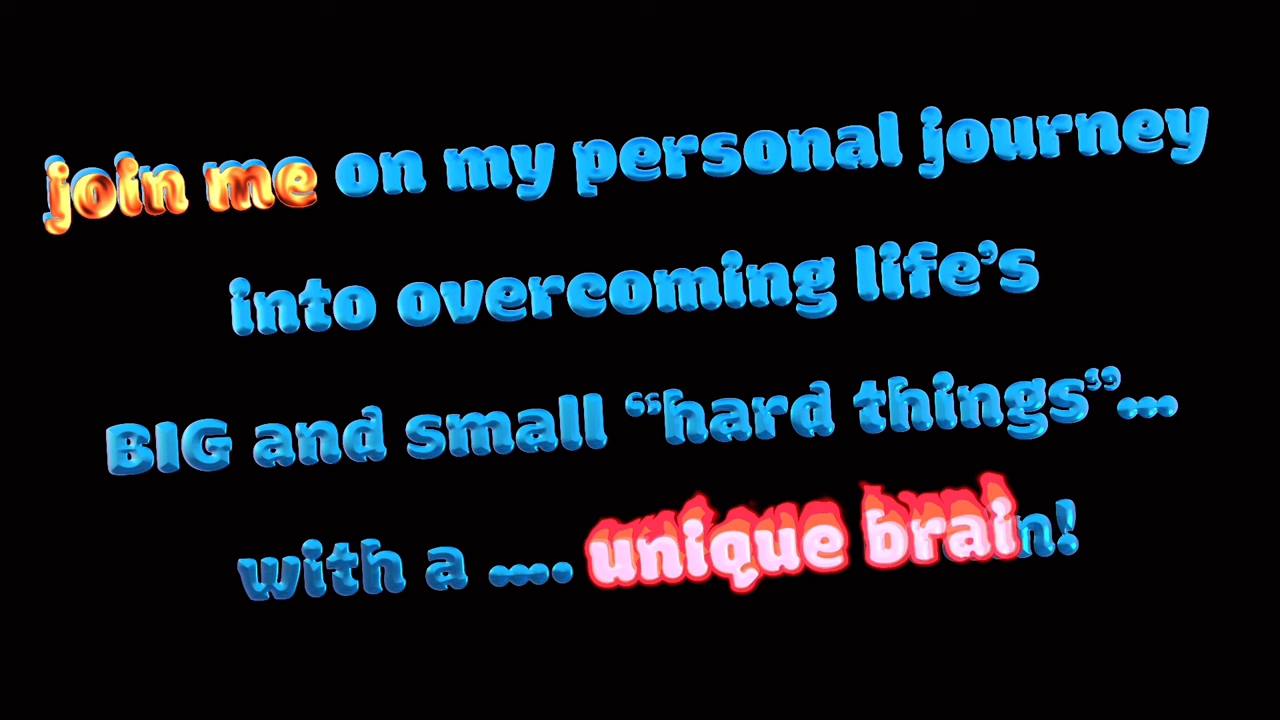 join me on my personal journey
into overcoming life’s
BIG and small “hard things”...
with a .... unique brain!